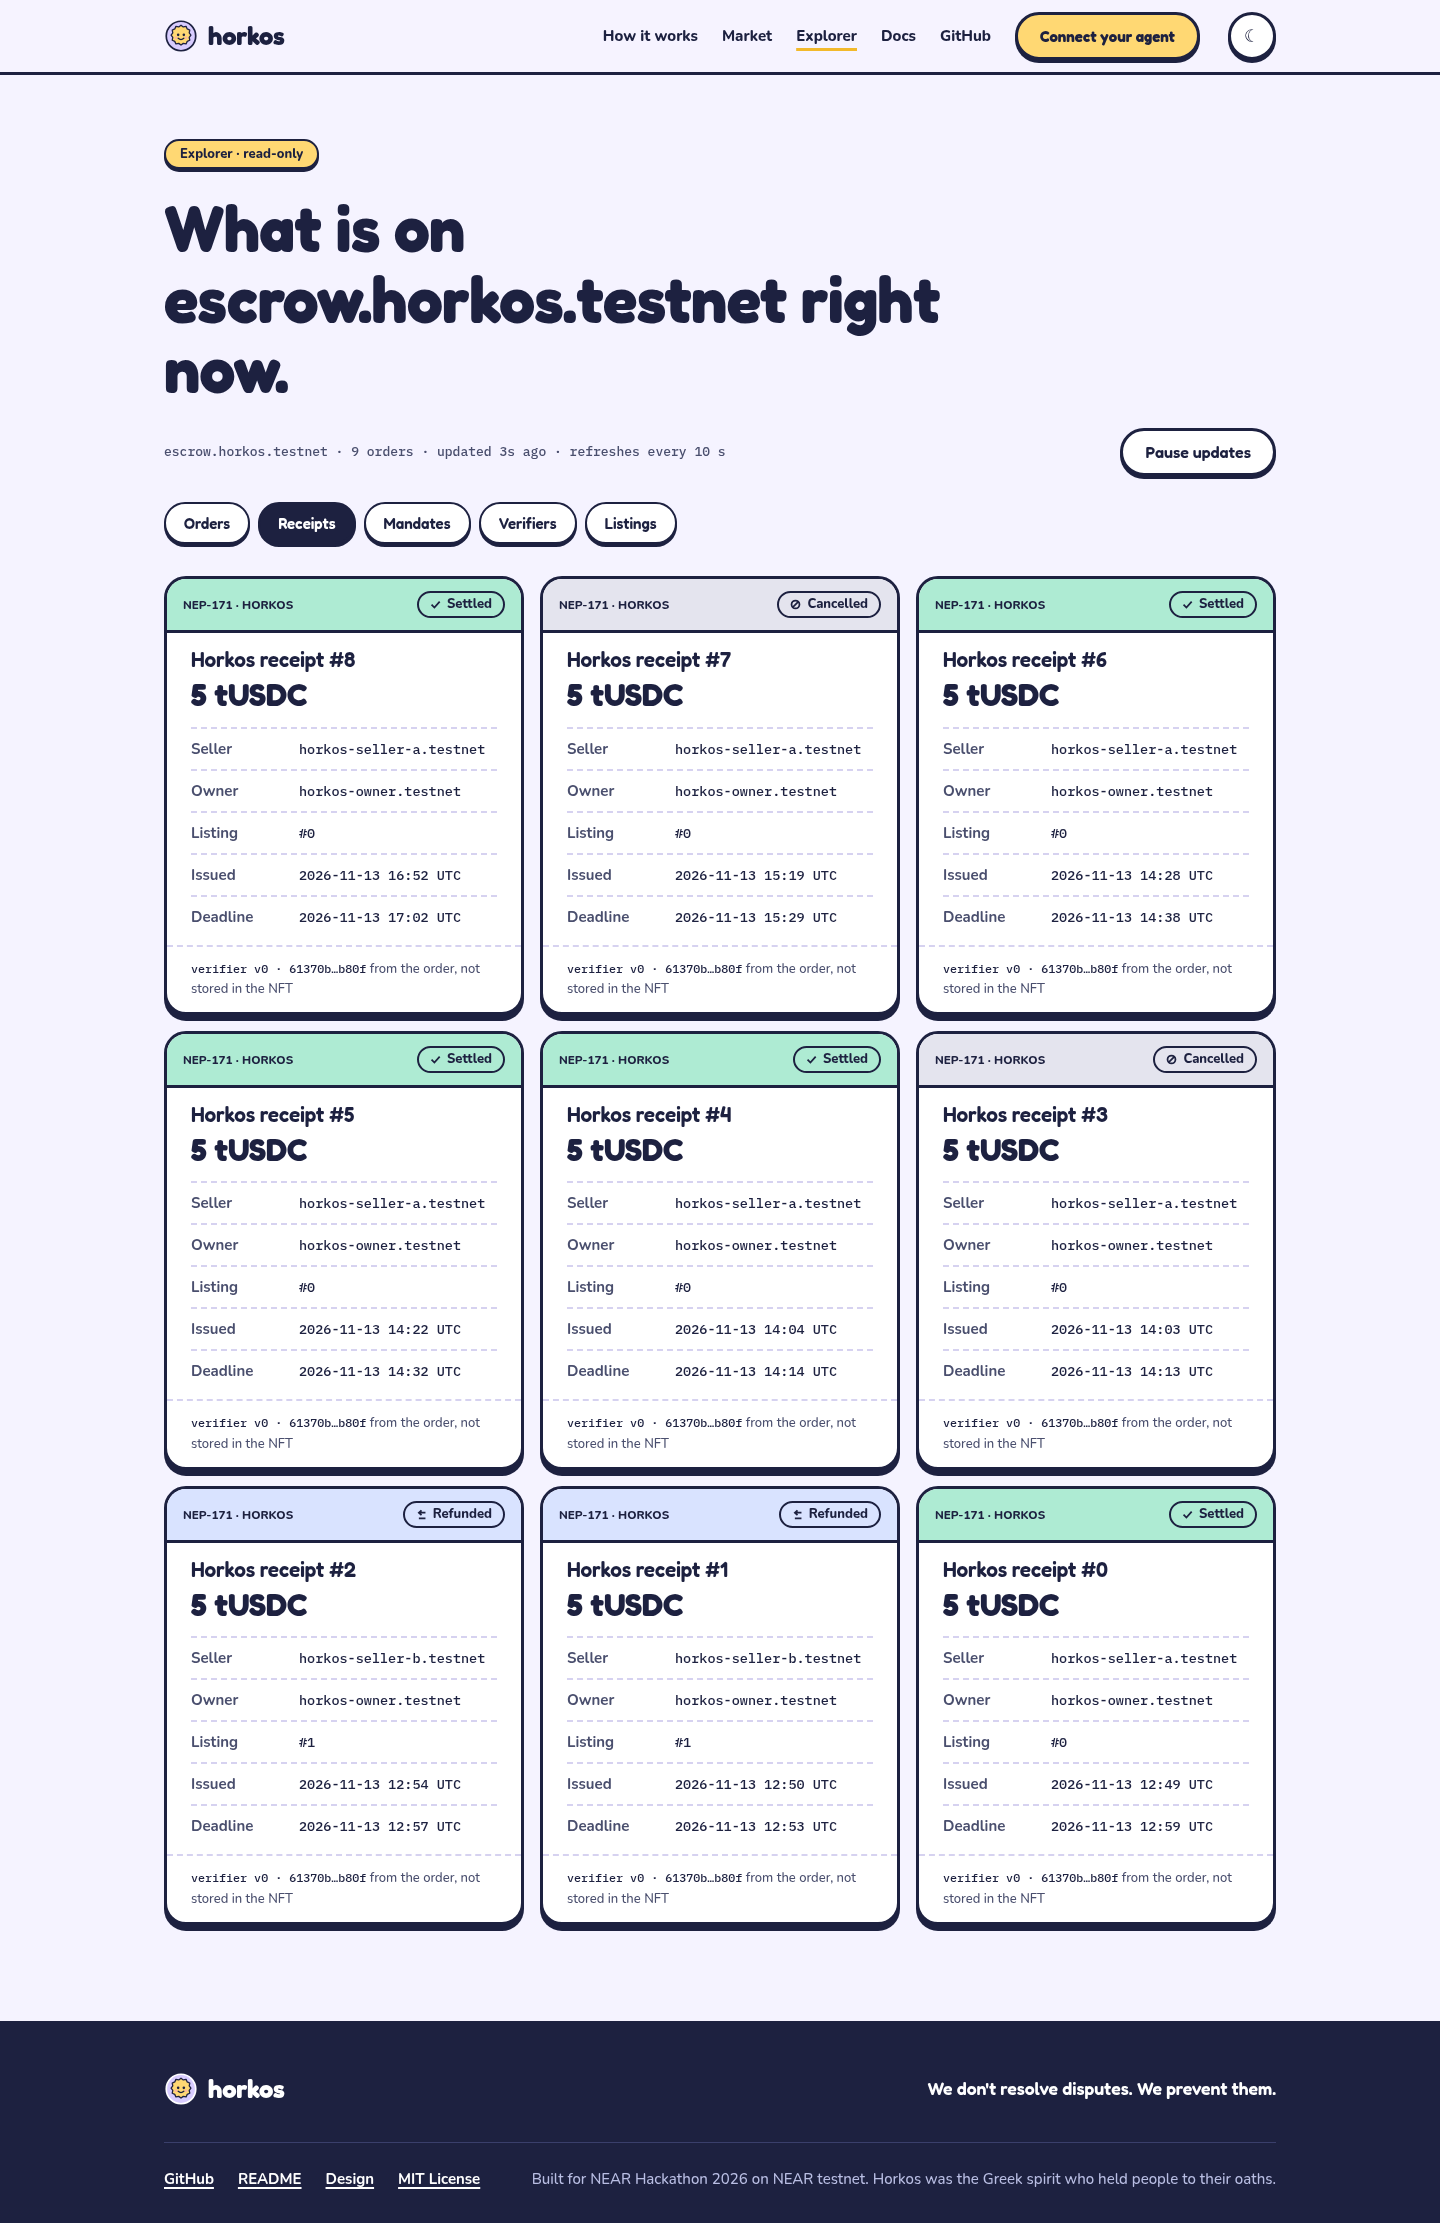 horkos
How it works Market Explorer Docs GitHub Connect your agent
Explorer · read-only
What is on
escrow.horkos.testnet right
now.
escrow.horkos.testnet · 9 orders · updated 3s ago · refreshes every 10 s
Pause updates
Orders Receipts Mandates Verifiers Listings
NEP-171 · HORKOS
✓ Settled
Horkos receipt #8
5 tUSDC
Seller horkos-seller-a.testnet
Owner horkos-owner.testnet
Listing #0
Issued 2026-11-13 16:52 UTC
Deadline 2026-11-13 17:02 UTC
verifier v0 · 61370b…b80f from the order, not
stored in the NFT
NEP-171 · HORKOS
Cancelled
Horkos receipt #7
5 tUSDC
Seller horkos-seller-a.testnet
Owner horkos-owner.testnet
Listing #0
Issued 2026-11-13 15:19 UTC
Deadline 2026-11-13 15:29 UTC
verifier v0 · 61370b…b80f from the order, not
stored in the NFT
NEP-171 · HORKOS
✓ Settled
Horkos receipt #6
5 tUSDC
Seller horkos-seller-a.testnet
Owner horkos-owner.testnet
Listing #0
Issued 2026-11-13 14:28 UTC
Deadline 2026-11-13 14:38 UTC
verifier v0 · 61370b…b80f from the order, not
stored in the NFT
NEP-171 · HORKOS
✓ Settled
Horkos receipt #5
5 tUSDC
Seller horkos-seller-a.testnet
Owner horkos-owner.testnet
Listing #0
Issued 2026-11-13 14:22 UTC
Deadline 2026-11-13 14:32 UTC
verifier v0 · 61370b…b80f from the order, not
stored in the NFT
NEP-171 · HORKOS
✓ Settled
Horkos receipt #4
5 tUSDC
Seller horkos-seller-a.testnet
Owner horkos-owner.testnet
Listing #0
Issued 2026-11-13 14:04 UTC
Deadline 2026-11-13 14:14 UTC
verifier v0 · 61370b…b80f from the order, not
stored in the NFT
NEP-171 · HORKOS
Cancelled
Horkos receipt #3
5 tUSDC
Seller horkos-seller-a.testnet
Owner horkos-owner.testnet
Listing #0
Issued 2026-11-13 14:03 UTC
Deadline 2026-11-13 14:13 UTC
verifier v0 · 61370b…b80f from the order, not
stored in the NFT
NEP-171 · HORKOS
Refunded
Horkos receipt #2
5 tUSDC
Seller horkos-seller-b.testnet
Owner horkos-owner.testnet
Listing #1
Issued 2026-11-13 12:54 UTC
Deadline 2026-11-13 12:57 UTC
verifier v0 · 61370b…b80f from the order, not
stored in the NFT
NEP-171 · HORKOS
Refunded
Horkos receipt #1
5 tUSDC
Seller horkos-seller-b.testnet
Owner horkos-owner.testnet
Listing #1
Issued 2026-11-13 12:50 UTC
Deadline 2026-11-13 12:53 UTC
verifier v0 · 61370b…b80f from the order, not
stored in the NFT
NEP-171 · HORKOS
✓ Settled
Horkos receipt #0
5 tUSDC
Seller horkos-seller-a.testnet
Owner horkos-owner.testnet
Listing #0
Issued 2026-11-13 12:49 UTC
Deadline 2026-11-13 12:59 UTC
verifier v0 · 61370b…b80f from the order, not
stored in the NFT
horkos
We don't resolve disputes. We prevent them.
GitHub README Design MIT License
Built for NEAR Hackathon 2026 on NEAR testnet. Horkos was the Greek spirit who held people to their oaths.